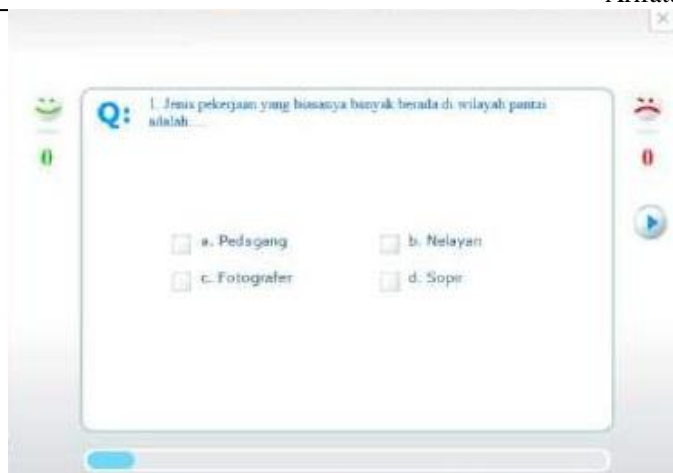 Q: 1. Jenis pekerjaan yang biasanya banyak berada di wilayah pantai
adalah....
0
0
a. Pedagang
b. Nelayan
c. Fotografer
d. Sopir